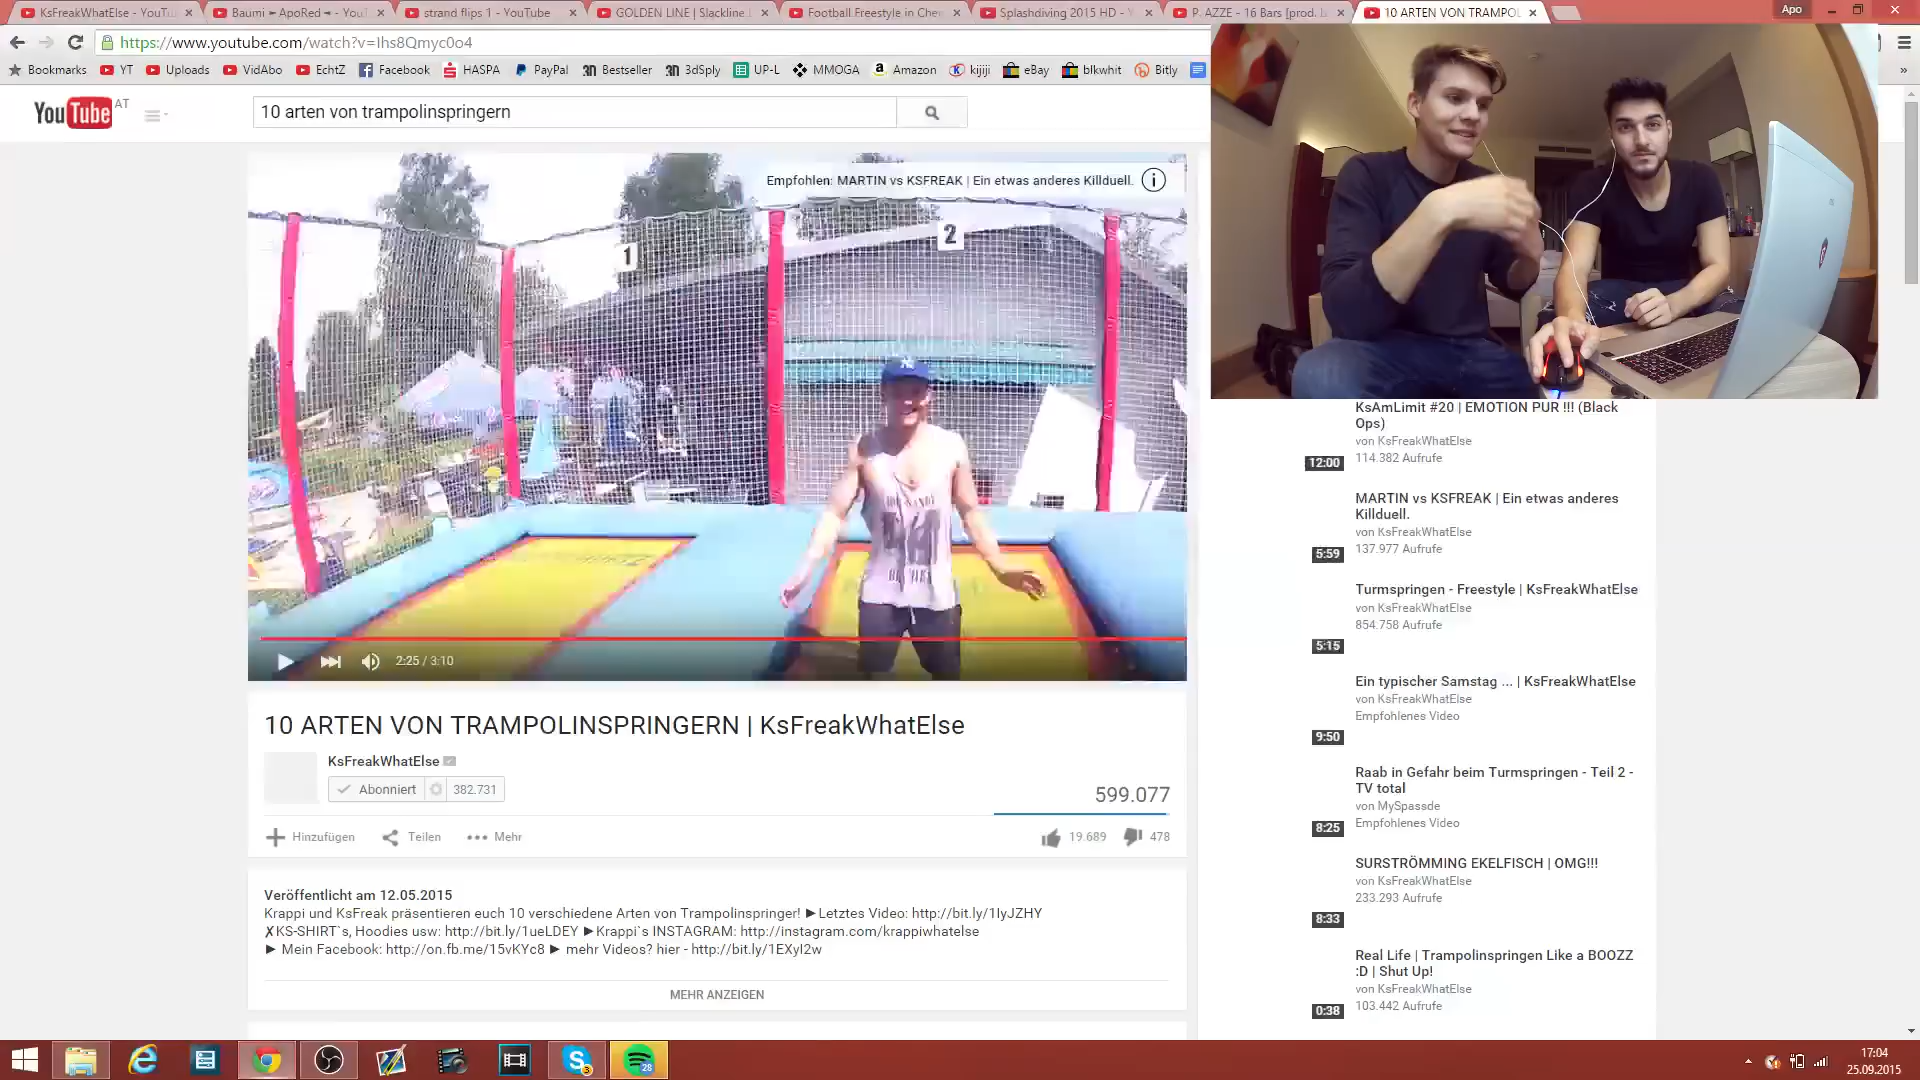 KsFreakWhatElse - YouTu
Baumi ►ApoRed◄ - You
strand flips 1 - YouTube
GOLDEN LINE | Slackline
Football Freestyle in Che
Splashdiving 2015 HD - Y
P. AZZE - 16 Bars [prod.
10 ARTEN VON TRAMPOL
Apo
https://www.youtube.com/watch?v=Ihs8Qmyc0o4
Bookmarks YT Uploads VidAbo EchtZ Facebook HASPA PayPal Bestseller 3dSply UP-L MMOGA Amazon kijiji eBay blkwhit Bitly
YouTube AT
10 arten von trampolinspringern
Empfohlen: MARTIN vs KSFREAK | Ein etwas anderes Killduell.
1
2
2:25 / 3:10
10 ARTEN VON TRAMPOLINSPRINGERN | KsFreakWhatElse
KsFreakWhatElse
Abonniert 382.731
599.077
Hinzufügen Teilen Mehr 19.689 478
Veröffentlicht am 12.05.2015
Krappi und KsFreak präsentieren euch 10 verschiedene Arten von Trampolinspringer! ►Letztes Video: http://bit.ly/1IyJZHY
✗KS-SHIRT`s, Hoodies usw: http://bit.ly/1ueLDEY ►Krappi`s INSTAGRAM: http://instagram.com/krappiwhatelse
► Mein Facebook: http://on.fb.me/15vKYc8 ► mehr Videos? hier - http://bit.ly/1EXyI2w
MEHR ANZEIGEN
KsAmLimit #20 | EMOTION PUR !!! (Black
Ops)
von KsFreakWhatElse
114.382 Aufrufe
12:00
MARTIN vs KSFREAK | Ein etwas anderes
Killduell.
von KsFreakWhatElse
137.977 Aufrufe
5:59
Turmspringen - Freestyle | KsFreakWhatElse
von KsFreakWhatElse
854.758 Aufrufe
5:15
Ein typischer Samstag ... | KsFreakWhatElse
von KsFreakWhatElse
Empfohlenes Video
9:50
Raab in Gefahr beim Turmspringen - Teil 2 -
TV total
von MySpassde
Empfohlenes Video
8:25
SURSTRÖMMING EKELFISCH | OMG!!!
von KsFreakWhatElse
233.293 Aufrufe
8:33
Real Life | Trampolinspringen Like a BOOZZ
:D | Shut Up!
von KsFreakWhatElse
103.442 Aufrufe
0:38
28
17:04
25.09.2015